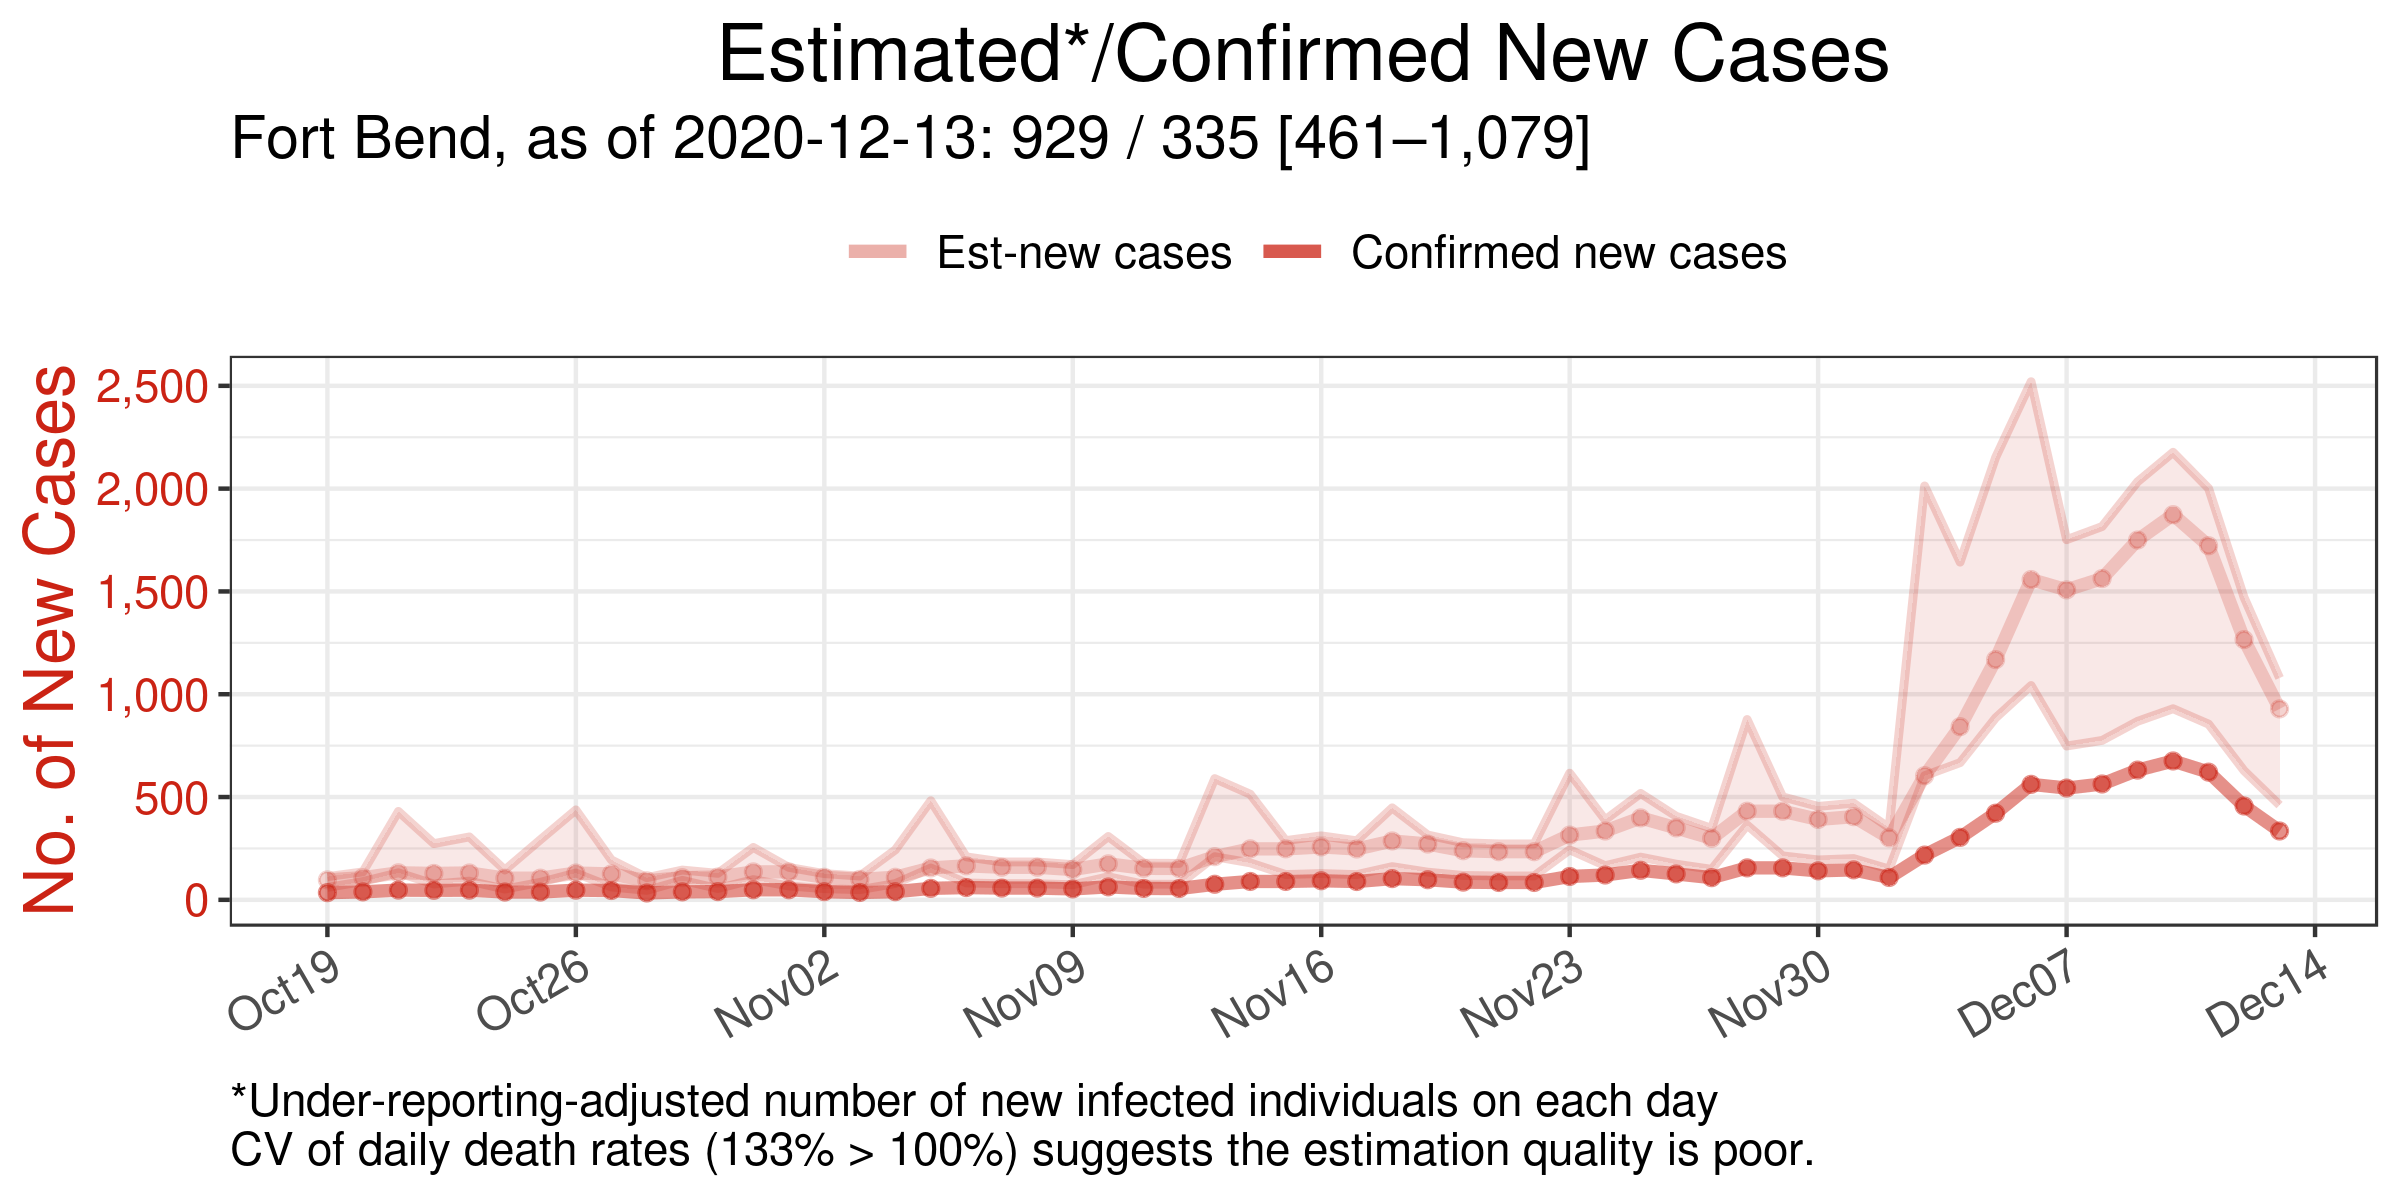 Estimated*/Confirmed New Cases
Fort Bend, as of 2020-12-13: 929 / 335 [461–1,079]
Est-new cases Confirmed new cases
No. of New Cases
2,500
2,000
1,500
1,000
500
0
Oct19 Oct26 Nov02 Nov09 Nov16 Nov23 Nov30 Dec07 Dec14
*Under-reporting-adjusted number of new infected individuals on each day
CV of daily death rates (133% > 100%) suggests the estimation quality is poor.